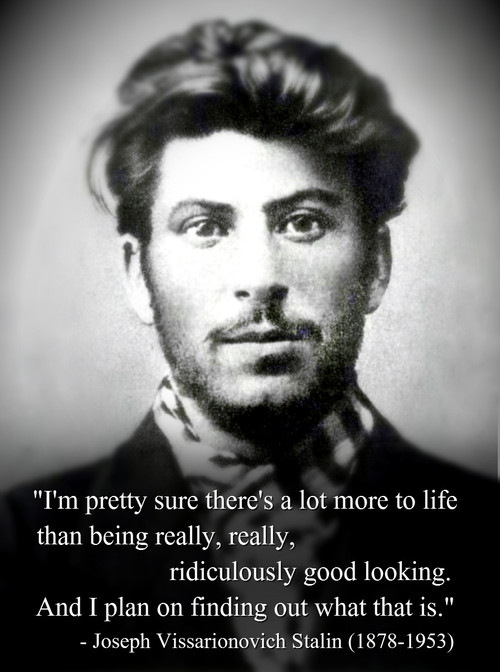 "I'm pretty sure there's a lot more to life
than being really, really,
ridiculously good looking.
And I plan on finding out what that is."
- Joseph Vissarionovich Stalin (1878-1953)